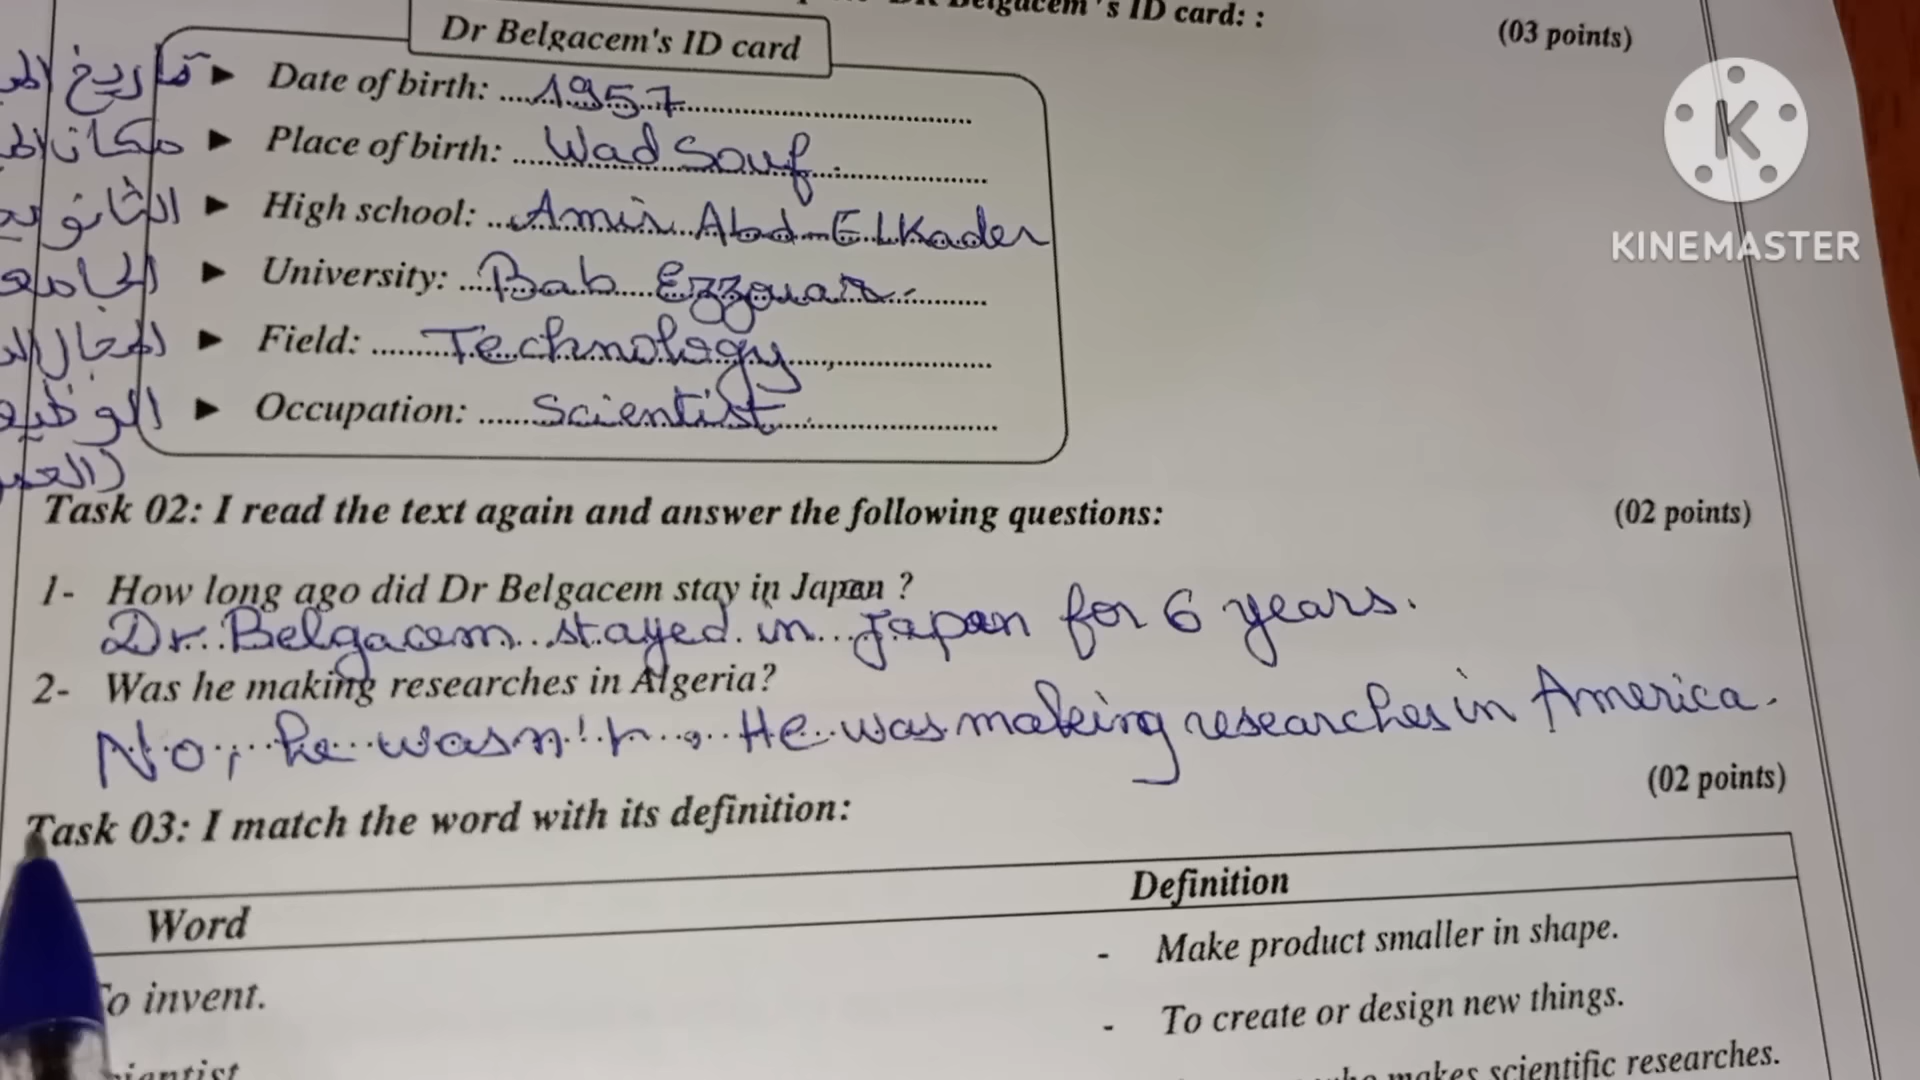 Belgacem's ID card: :
(03 points)
Dr Belgacem's ID card
KINEMASTER
تاريخ
► Date of birth: ....1957....
مكان
► Place of birth: ....Wad Souf....
► High school: ...Amir Abd-ElKader
► University: ....Bab Ezzouar....
المجال
► Field: ....Technology....
► Occupation: ....Scientist....
Task 02: I read the text again and answer the following questions:
(02 points)
1- How long ago did Dr Belgacem stay in Japan ?
Dr. Belgacem stayed in Japan for 6 years.
2- Was he making researches in Algeria?
No, he wasn't. He was making researches in America.
(02 points)
Task 03: I match the word with its definition:
Word
Definition
- Make product smaller in shape.
To invent.
- To create or design new things.
makes scientific researches.